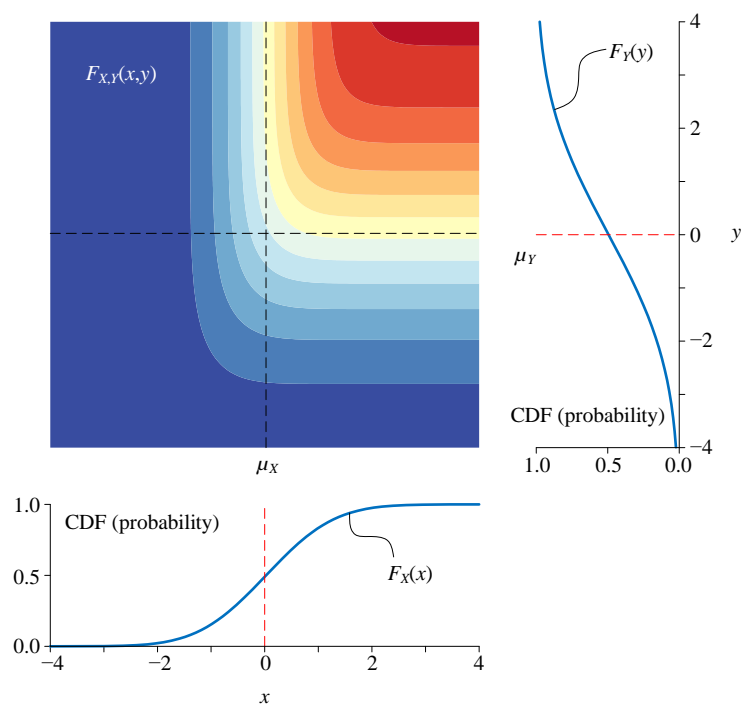 F_{X,Y}(x,y)
μ_X
4
F_Y(y)
2
0
y
μ_Y
−2
CDF (probability)
−4
1.0
0.5
0.0
1.0
CDF (probability)
0.5
F_X(x)
0.0
−4
−2
0
2
4
x